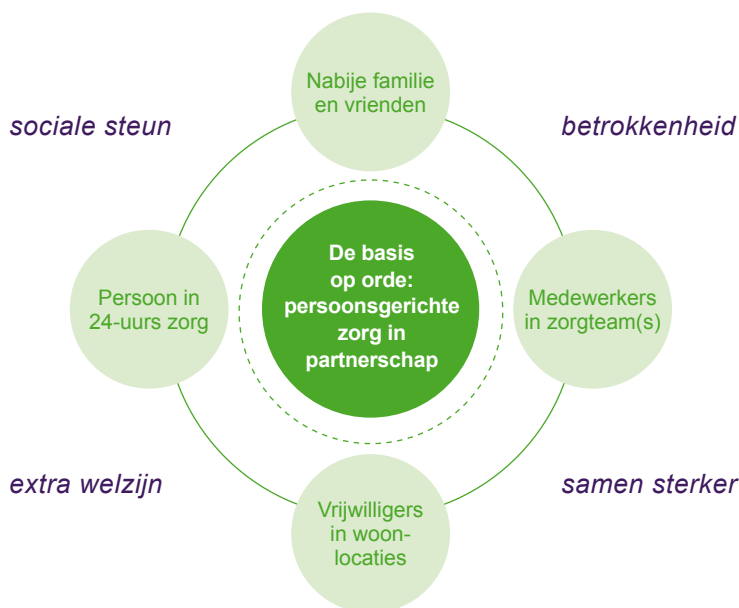 Nabije familie
en vrienden
sociale steun
betrokkenheid
De basis
op orde:
persoonsgerichte
zorg in
partnerschap
Persoon in
24-uurs zorg
Medewerkers
in zorgteam(s)
extra welzijn
samen sterker
Vrijwilligers
in woon-
locaties